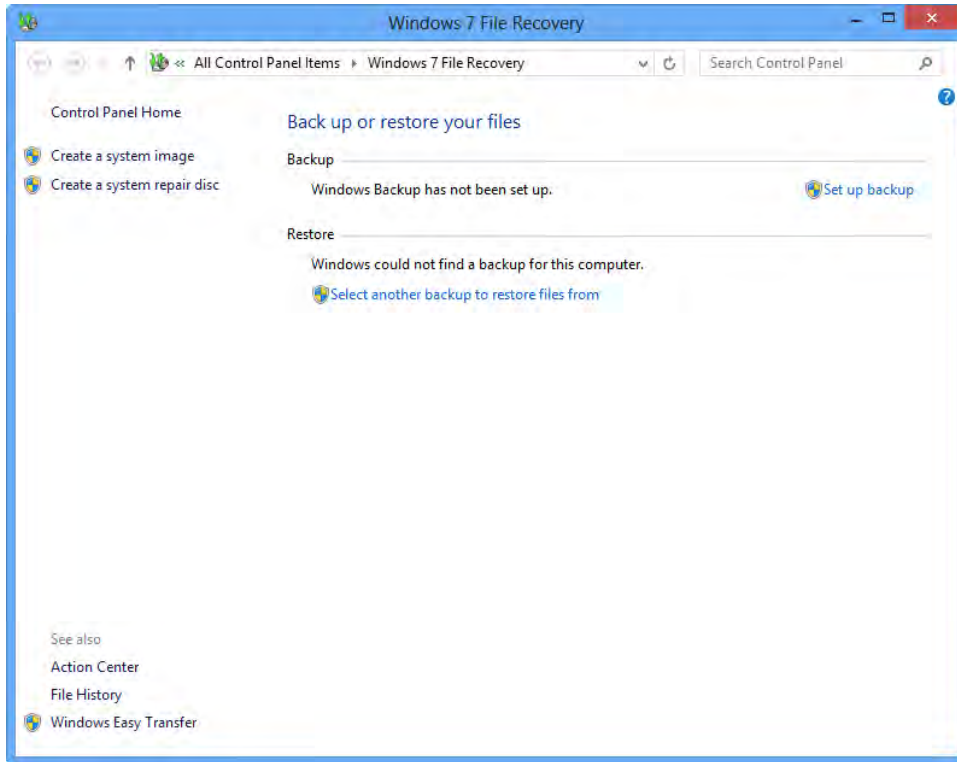 Windows 7 File Recovery
« All Control Panel Items Windows 7 File Recovery
Search Control Panel
?
Control Panel Home
Create a system image
Create a system repair disc
Back up or restore your files
Backup
Windows Backup has not been set up.
Set up backup
Restore
Windows could not find a backup for this computer.
Select another backup to restore files from
See also
Action Center
File History
Windows Easy Transfer